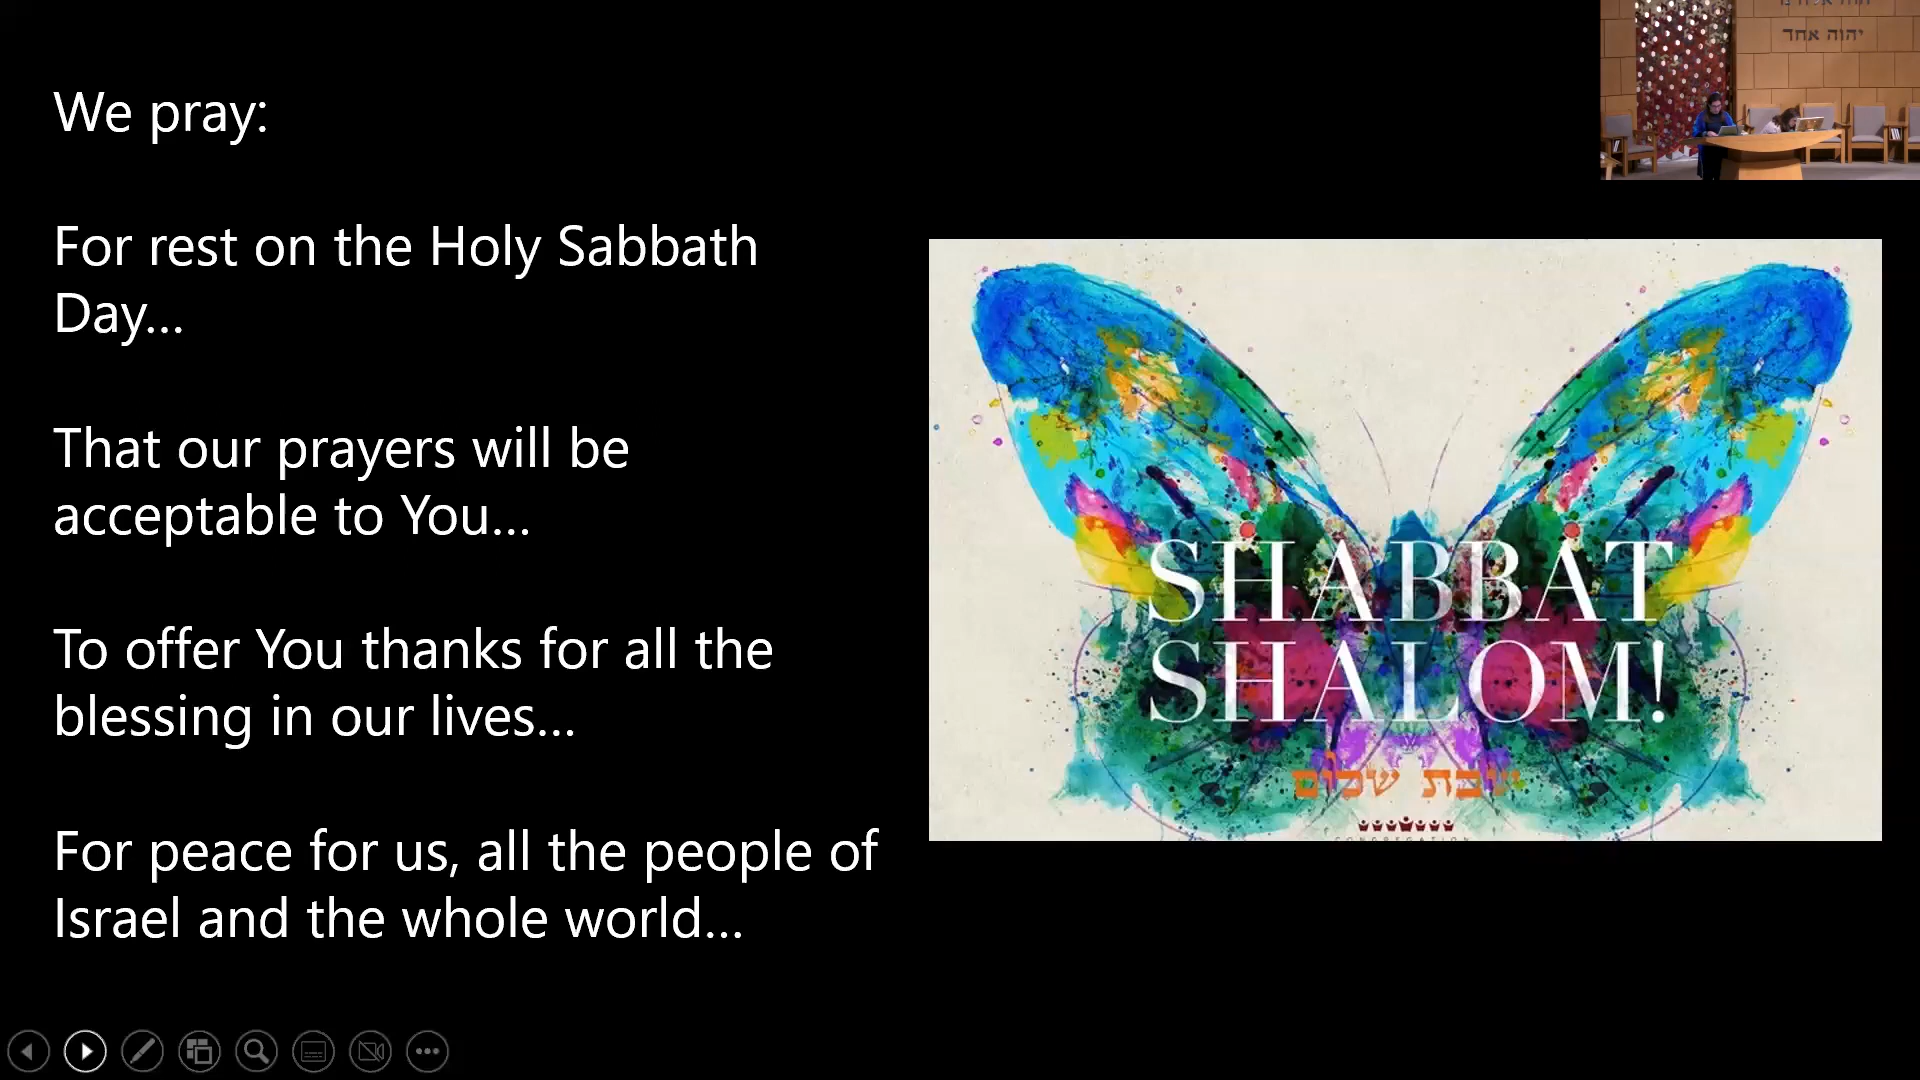 We pray:
For rest on the Holy Sabbath
Day...
That our prayers will be
acceptable to You...
To offer You thanks for all the
blessing in our lives...
For peace for us, all the people of
Israel and the whole world...
יהוה אחד
SHABBAT
SHALOM!
שבת שלום